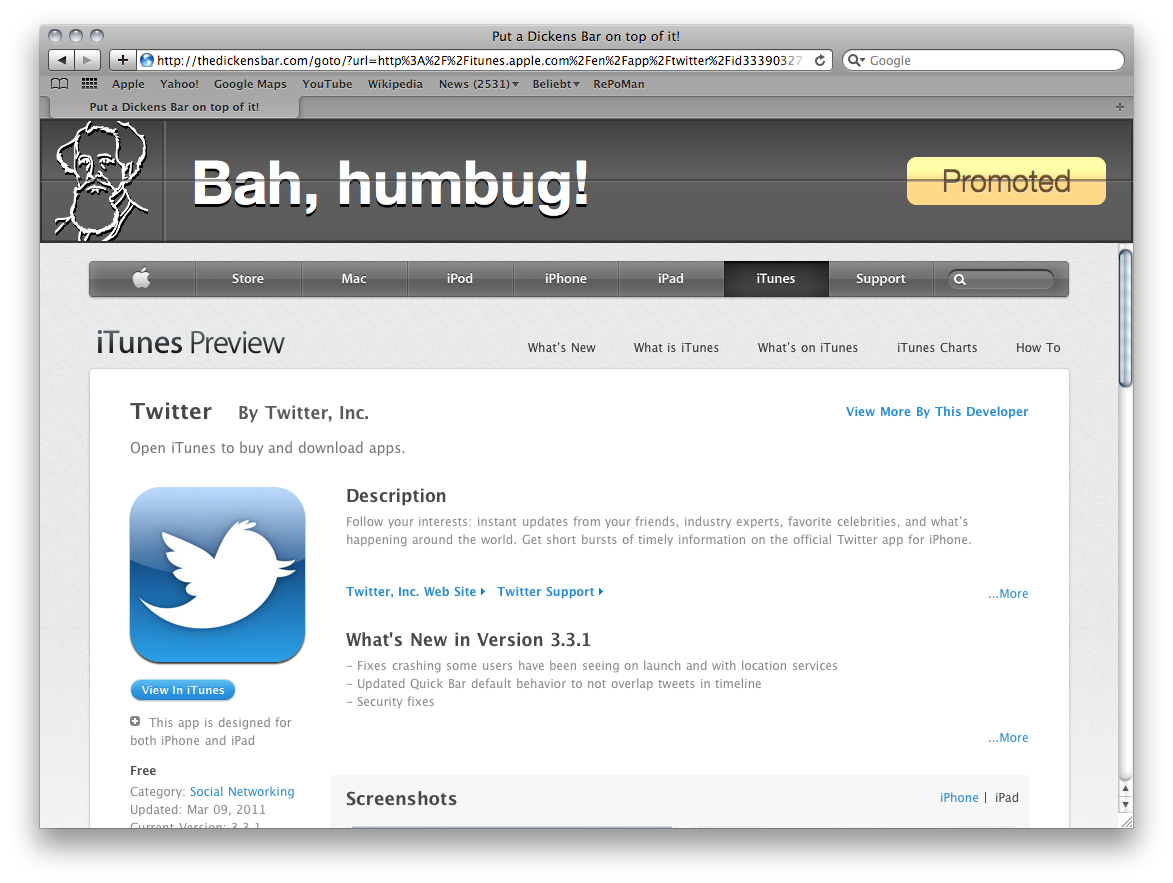 Put a Dickens Bar on top of it!
http://thedickensbar.com/goto/?url=http%3A%2F%2Fitunes.apple.com%2Fen%2Fapp%2Ftwitter%2Fid33390327
Google
Apple Yahoo! Google Maps YouTube Wikipedia News (2531) Beliebt RePoMan
Put a Dickens Bar on top of it!
Bah, humbug!
Promoted
Store Mac iPod iPhone iPad iTunes Support
iTunes Preview
What's New What is iTunes What's on iTunes iTunes Charts How To
Twitter By Twitter, Inc.
View More By This Developer
Open iTunes to buy and download apps.
Description
Follow your interests: instant updates from your friends, industry experts, favorite celebrities, and what's
happening around the world. Get short bursts of timely information on the official Twitter app for iPhone.
Twitter, Inc. Web Site Twitter Support
...More
What's New in Version 3.3.1
- Fixes crashing some users have been seeing on launch and with location services
- Updated Quick Bar default behavior to not overlap tweets in timeline
- Security fixes
...More
View In iTunes
This app is designed for
both iPhone and iPad
Free
Category: Social Networking
Updated: Mar 09, 2011
Current Version: 3.3.1
Screenshots
iPhone | iPad